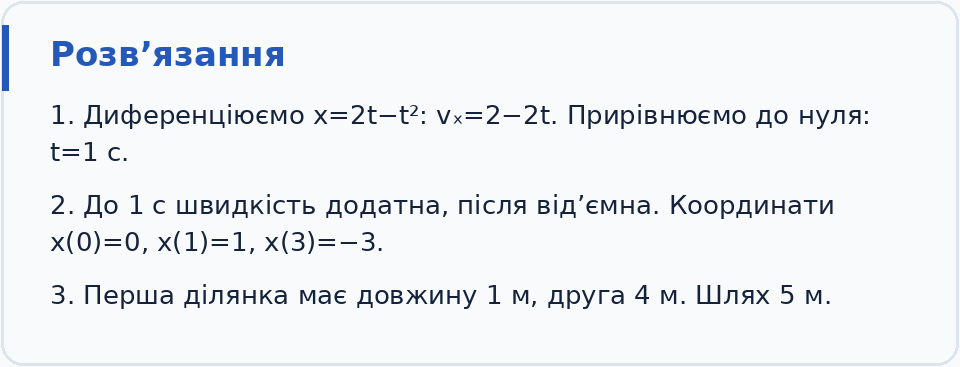 Розв’язання
1. Диференціюємо x=2t−t²: vₓ=2−2t. Прирівнюємо до нуля:
t=1 с.
2. До 1 с швидкість додатна, після від’ємна. Координати
x(0)=0, x(1)=1, x(3)=−3.
3. Перша ділянка має довжину 1 м, друга 4 м. Шлях 5 м.